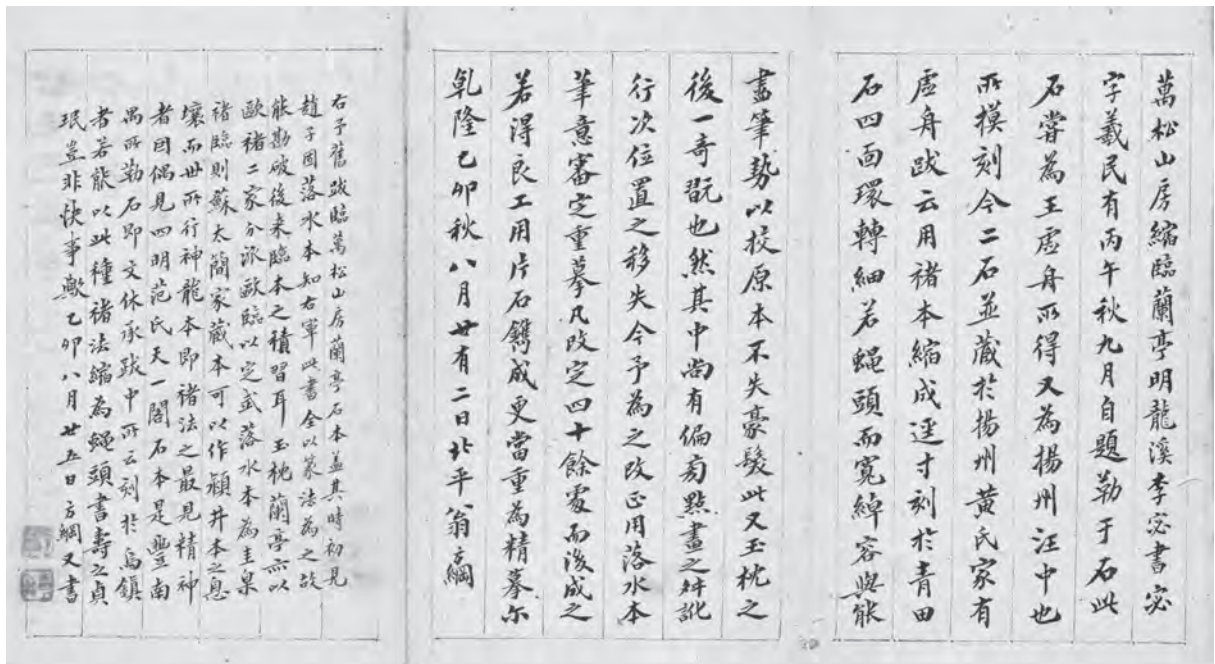 萬松山房縮臨蘭亭明龍溪李宓書宓
字羲民有丙午秋九月自題勒于石此
石嘗為王虛舟所得又為楊州汪中也
所摸刻今二石並藏於揚州黄氏家有
虛舟跋云用褚本縮成逕寸刻於青田
石四面環轉細若蝇頭而寬綽容與能
盡筆勢以挍原本不失豪髮此又玉枕之
後一奇翫也然其中尚有偏旁點畫之舛訛
行次位置之移失今予為之改正用落水本
筆意審定重摹凡改定四十餘處而後成之
若得良工用片石鐫成更當重為精摹尔
乹隆乙卯秋八月廿有二日北平翁方綱
右予舊跋臨萬松山房蘭亭石本蓋其時初見
趙子固落水本知右軍此書全以篆法為之故
能勘破後来臨本之積習耳玉枕蘭亭亦以
歐褚二家分派歐臨以定武落水本為圭臬
褚臨則蘇太簡家藏本可以作潁井本之息
壤而世所行神龍本即褚法之最見精神
者因偶見四明范氏天一閣石本是豐南
禺所勒石即文休承跋中所云刻於烏鎮
者若能以此種褚法縮為蠅頭書壽之貞
珉豈非快事歟乙卯八月廿五日方綱又書